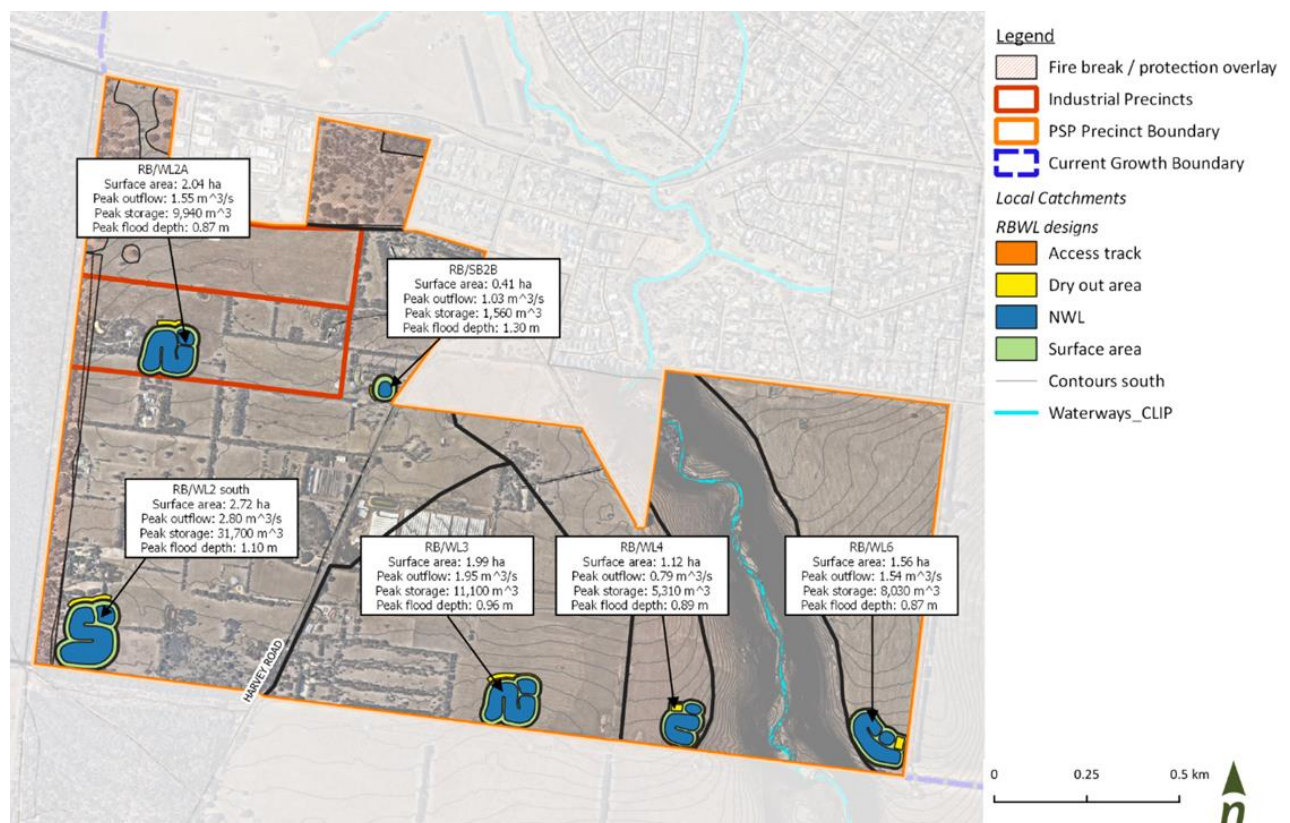 RB/WL2A
Surface area: 2.04 ha
Peak outflow: 1.55 m^3/s
Peak storage: 9,940 m^3
Peak flood depth: 0.87 m
RB/SB2B
Surface area: 0.41 ha
Peak outflow: 1.03 m^3/s
Peak storage: 1,560 m^3
Peak flood depth: 1.30 m
RB/WL2 south
Surface area: 2.72 ha
Peak outflow: 2.80 m^3/s
Peak storage: 31,700 m^3
Peak flood depth: 1.10 m
RB/WL3
Surface area: 1.99 ha
Peak outflow: 1.95 m^3/s
Peak storage: 11,100 m^3
Peak flood depth: 0.96 m
RB/WL4
Surface area: 1.12 ha
Peak outflow: 0.79 m^3/s
Peak storage: 5,310 m^3
Peak flood depth: 0.89 m
RB/WL6
Surface area: 1.56 ha
Peak outflow: 1.54 m^3/s
Peak storage: 8,030 m^3
Peak flood depth: 0.87 m
HARVEY ROAD
Legend
Fire break / protection overlay
Industrial Precincts
PSP Precinct Boundary
Current Growth Boundary
Local Catchments
RBWL designs
Access track
Dry out area
NWL
Surface area
Contours south
Waterways_CLIP
0 0.25 0.5 km
n